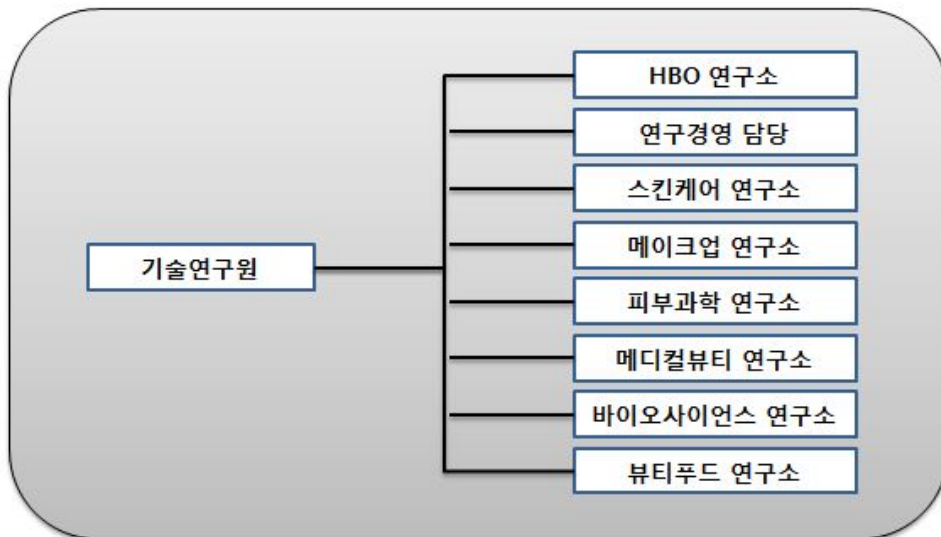 HBO 연구소
연구경영 담당
스킨케어 연구소
메이크업 연구소
기술연구원
피부과학 연구소
메디컬뷰티 연구소
바이오사이언스 연구소
뷰티푸드 연구소